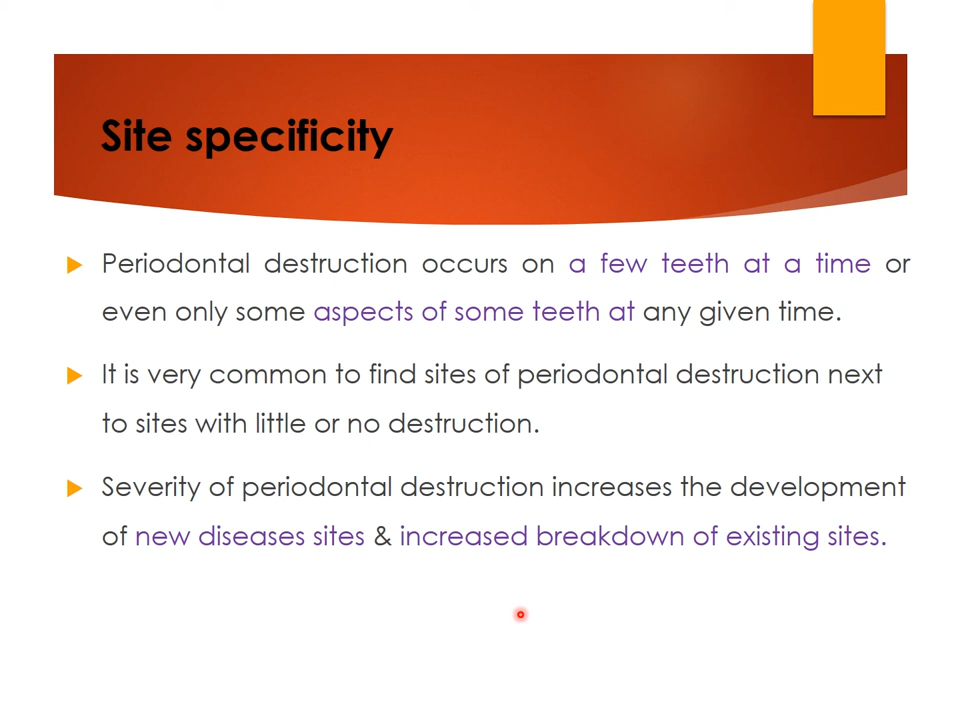 Site specificity
Periodontal destruction occurs on a few teeth at a time or
even only some aspects of some teeth at any given time.
It is very common to find sites of periodontal destruction next
to sites with little or no destruction.
Severity of periodontal destruction increases the development
of new diseases sites & increased breakdown of existing sites.